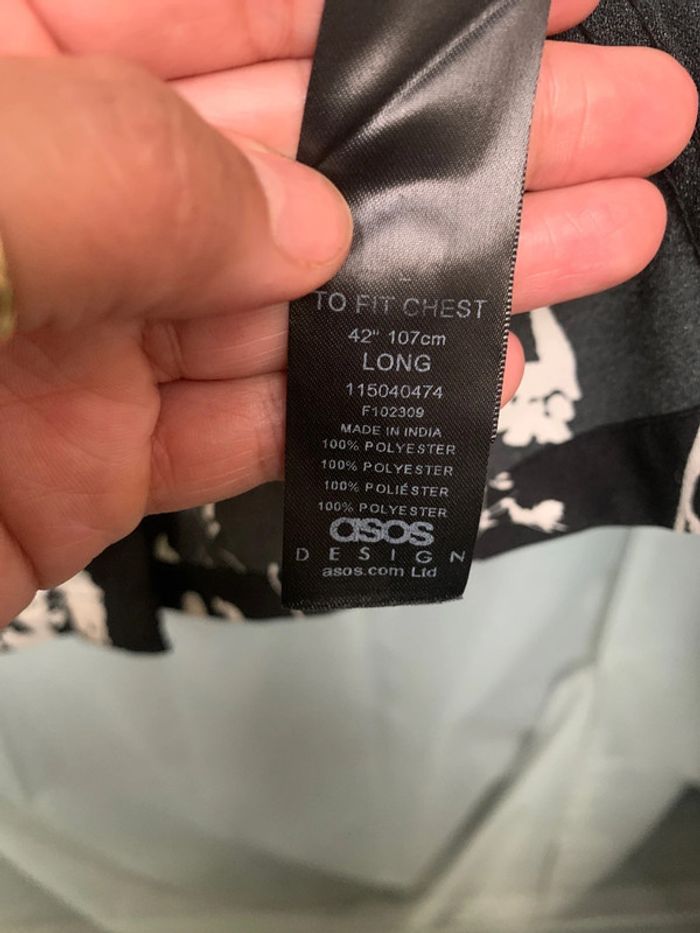 TO FIT CHEST
42" 107cm
LONG
115040474
F102309
MADE IN INDIA
100% POLYESTER
100% POLYESTER
100% POLIÉSTER
100% POLYESTER
asos
DESIGN
asos.com Ltd